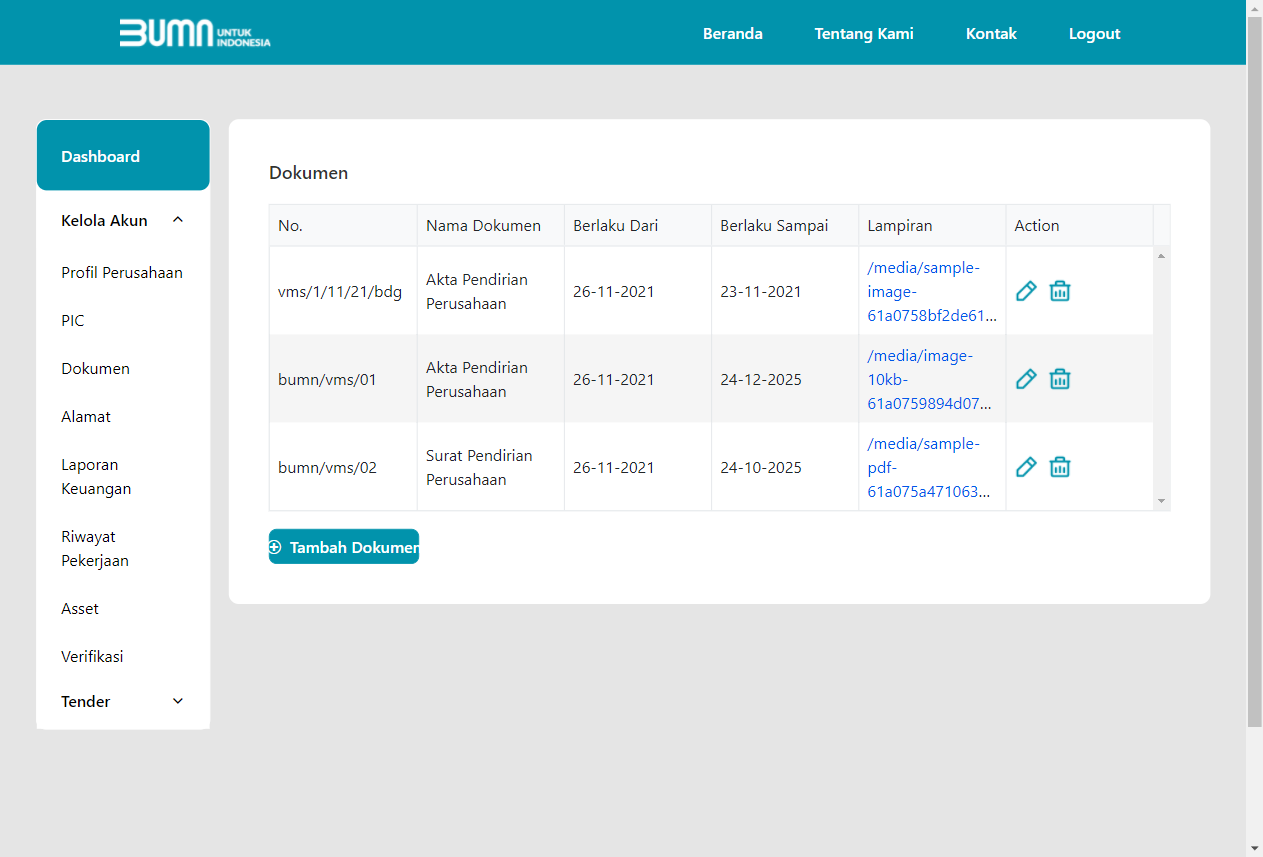 BUMN UNTUK INDONESIA
Beranda
Tentang Kami
Kontak
Logout
Dashboard
Kelola Akun
Profil Perusahaan
PIC
Dokumen
Alamat
Laporan
Keuangan
Riwayat
Pekerjaan
Asset
Verifikasi
Tender
Dokumen
No. Nama Dokumen Berlaku Dari Berlaku Sampai Lampiran Action
vms/1/11/21/bdg
Akta Pendirian
Perusahaan
26-11-2021
23-11-2021
/media/sample-
image-
61a0758bf2de61...
bumn/vms/01
Akta Pendirian
Perusahaan
26-11-2021
24-12-2025
/media/image-
10kb-
61a0759894d07...
bumn/vms/02
Surat Pendirian
Perusahaan
26-11-2021
24-10-2025
/media/sample-
pdf-
61a075a471063...
Tambah Dokumen